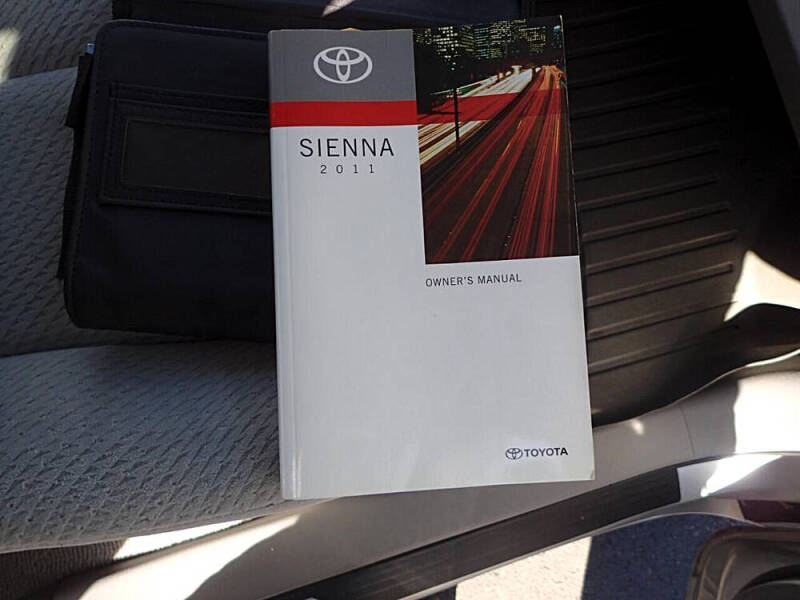 SIENNA
2011
OWNER'S MANUAL
TOYOTA